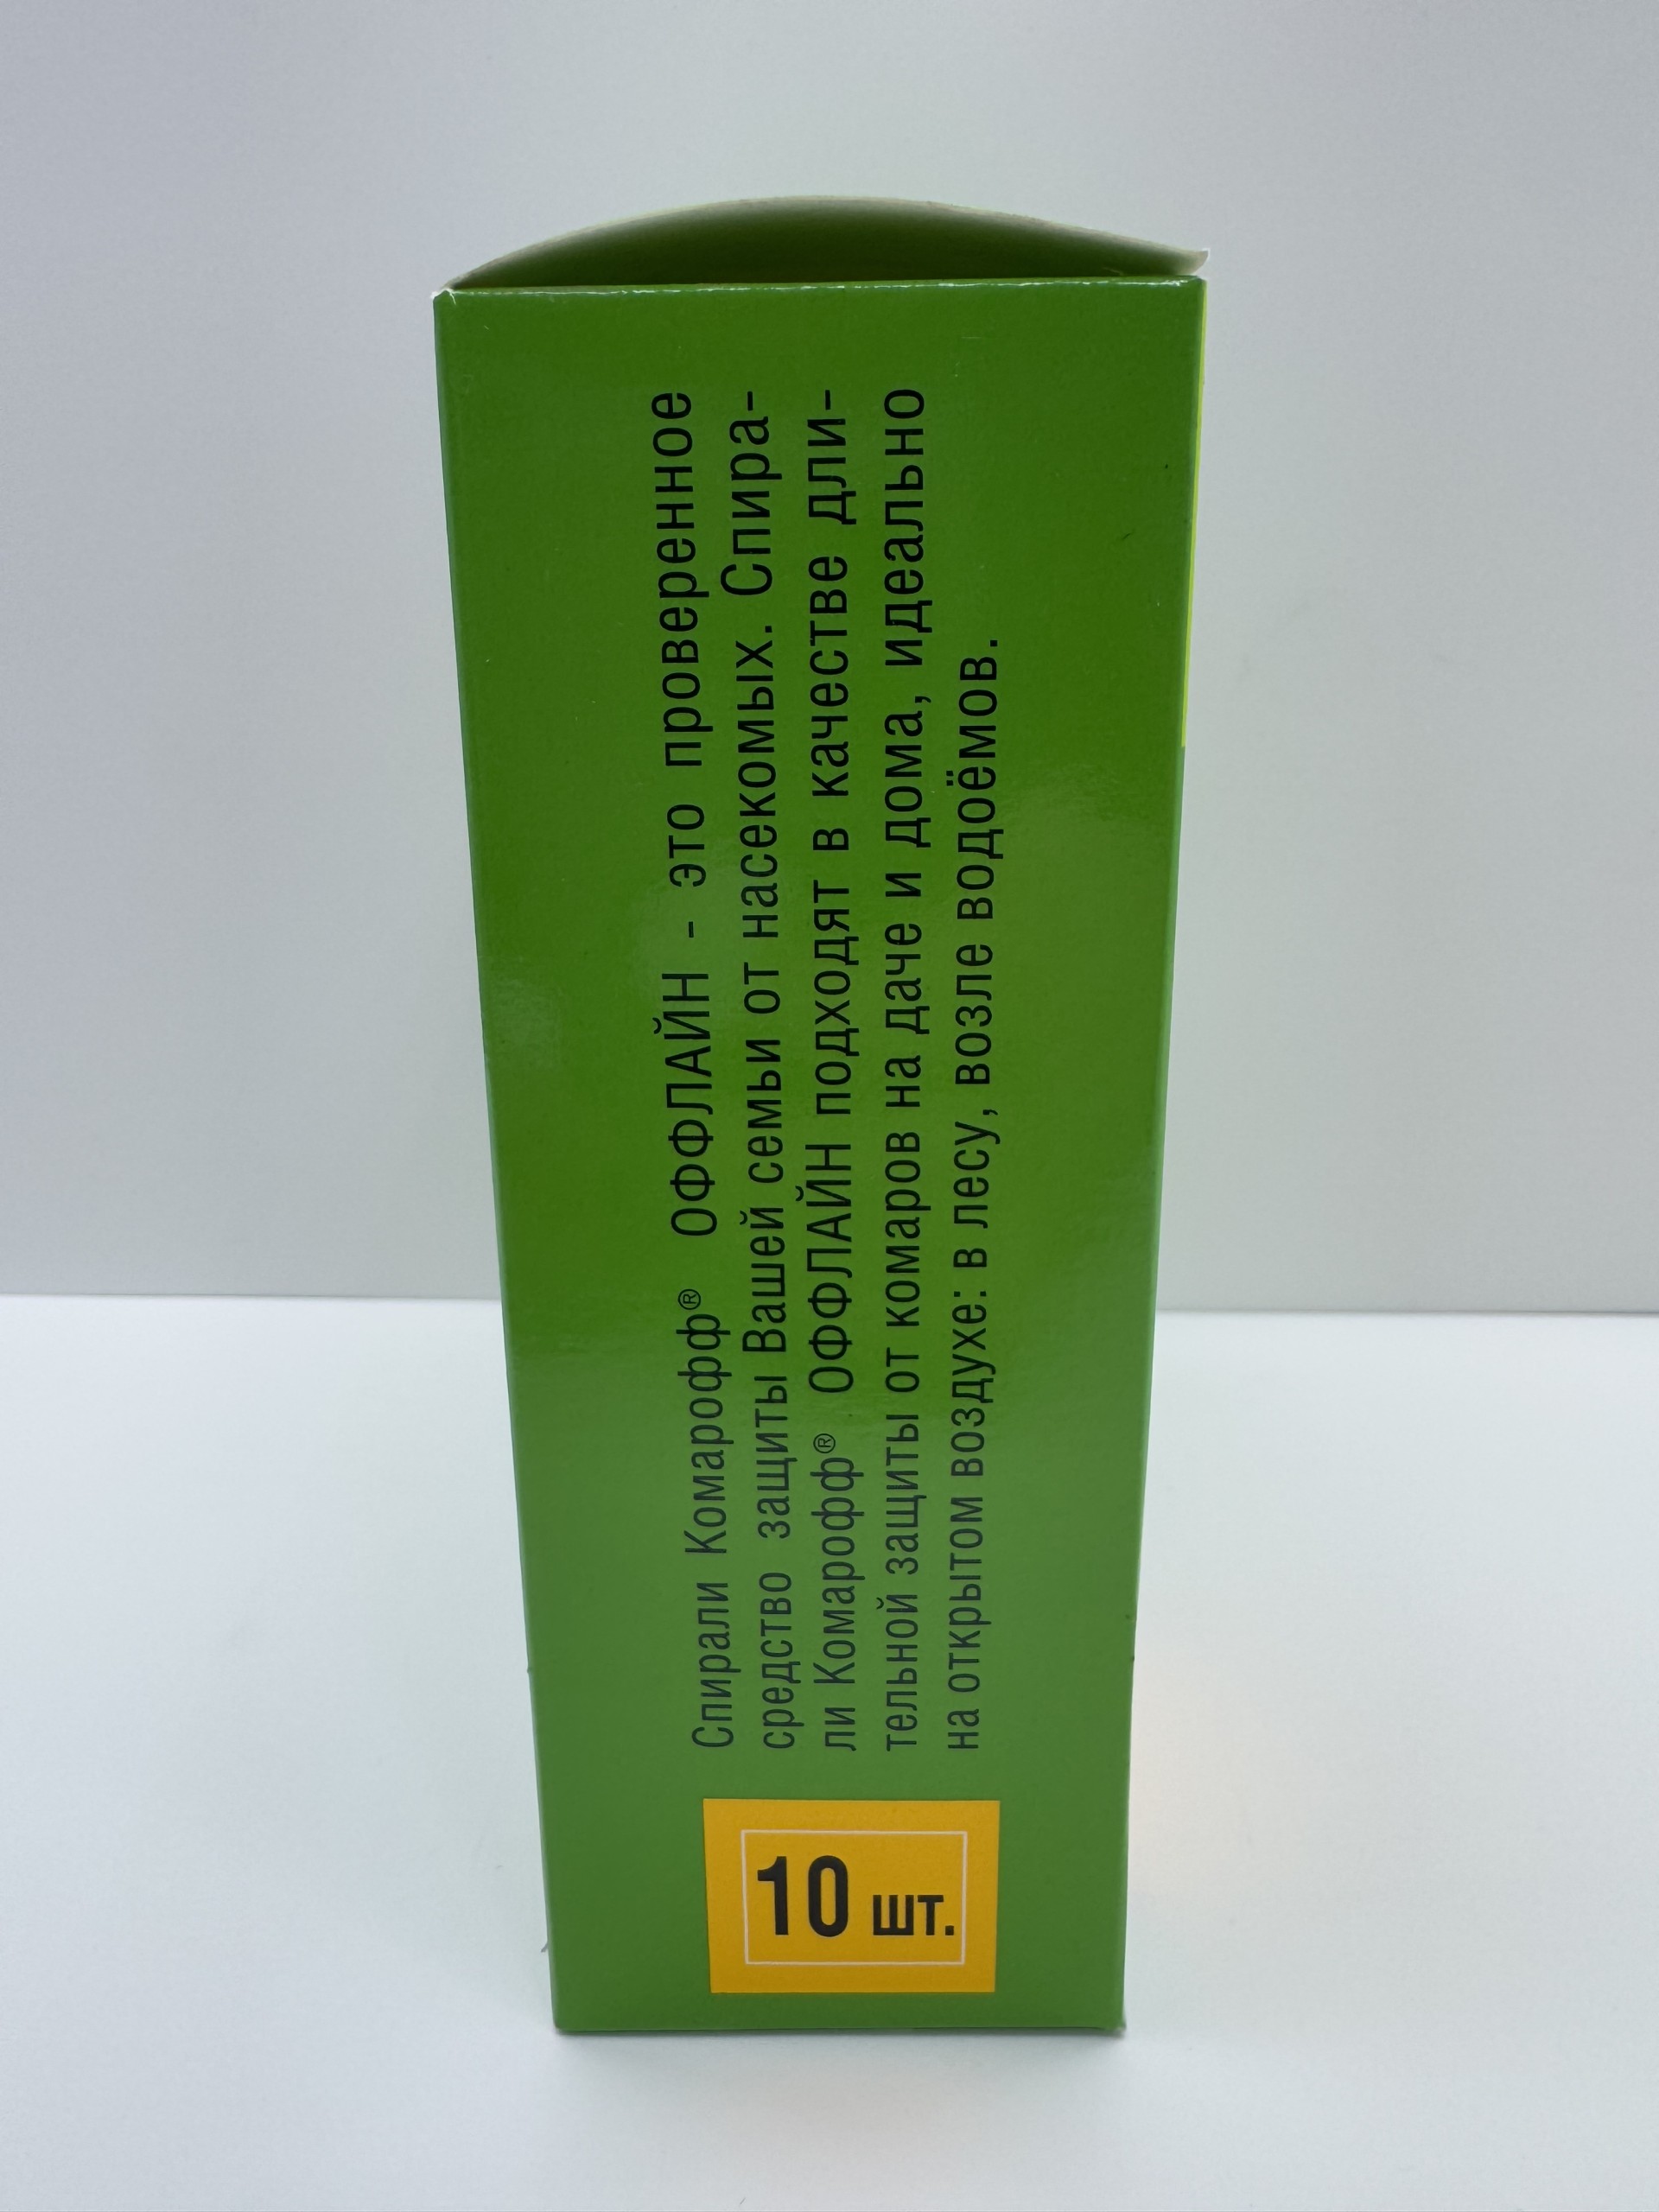 Спирали Комарофф® ОФФЛАЙН - это проверенное
средство защиты Вашей семьи от насекомых. Спира-
ли Комарофф® ОФФЛАЙН подходят в качестве дли-
тельной защиты от комаров на даче и дома, идеально
на открытом воздухе: в лесу, возле водоёмов.
10 шт.